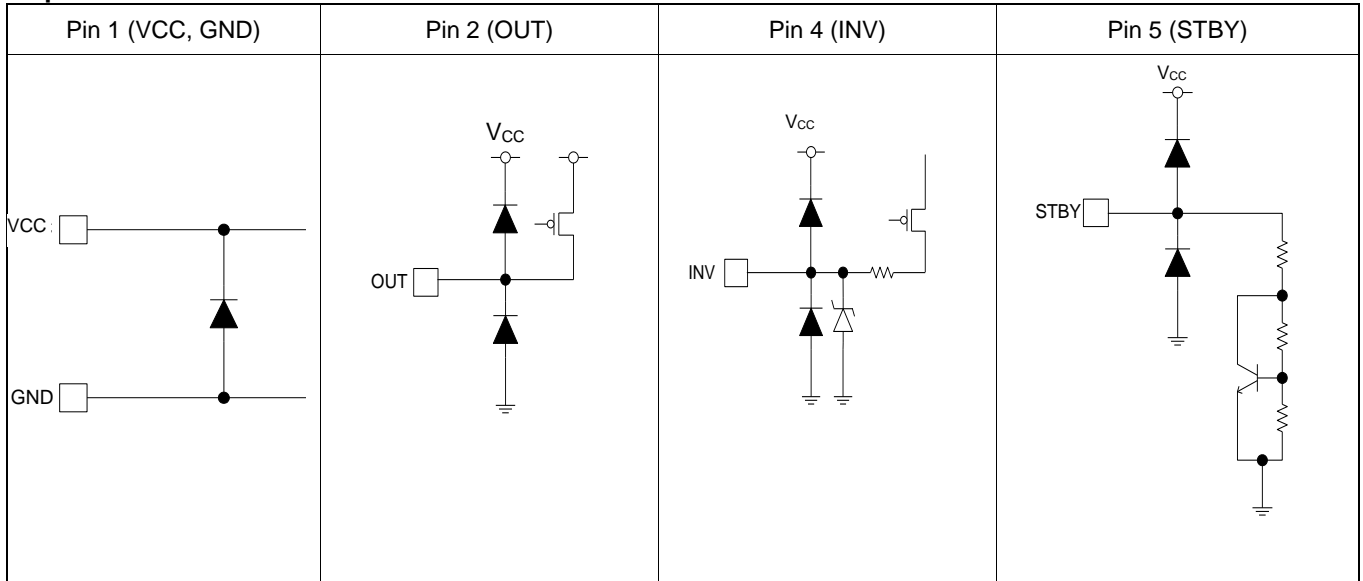 Pin 1 (VCC, GND)
Pin 2 (OUT)
Pin 4 (INV)
Pin 5 (STBY)
VCC :
GND
VCC
OUT
VCC
INV
VCC
STBY